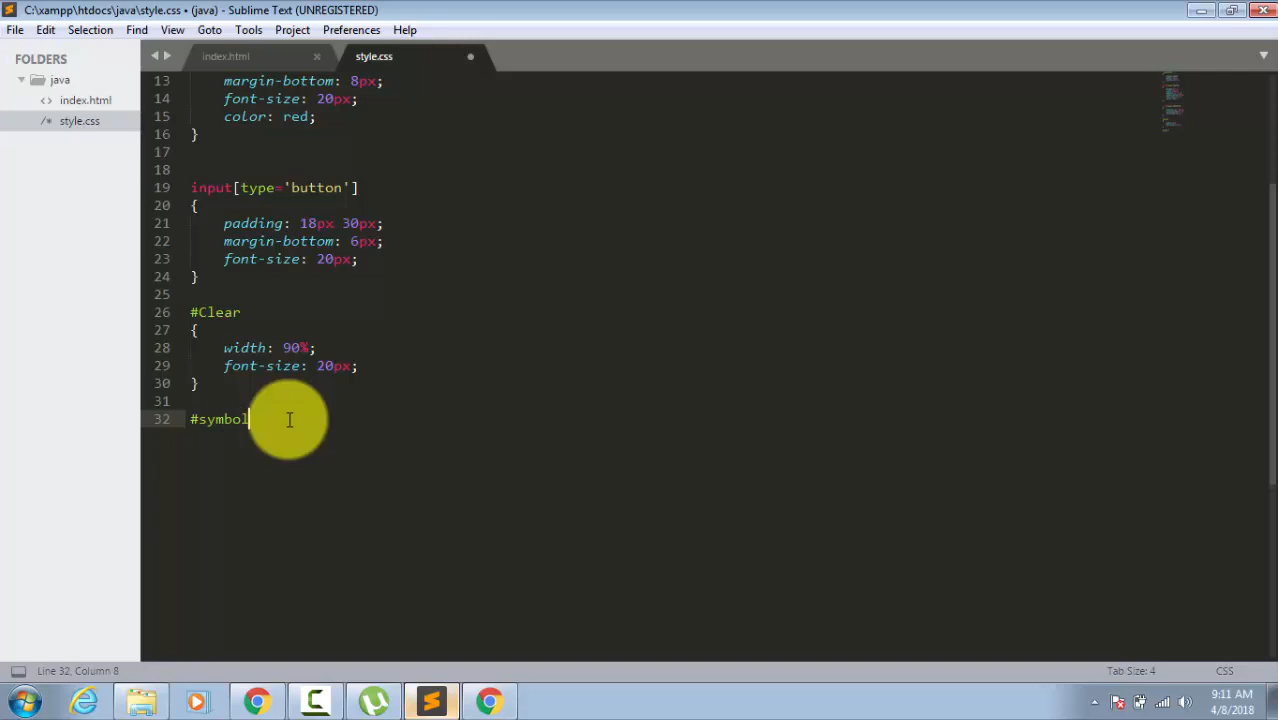 C:\xampp\htdocs\java\style.css • (java) - Sublime Text (UNREGISTERED)
File Edit Selection Find View Goto Tools Project Preferences Help
FOLDERS
java
<> index.html
/* style.css
index.html ×
style.css
13 margin-bottom: 8px;
14 font-size: 20px;
15 color: red;
16 }
17
18
19 input[type='button']
20 {
21 padding: 18px 30px;
22 margin-bottom: 6px;
23 font-size: 20px;
24 }
25
26 #Clear
27 {
28 width: 90%;
29 font-size: 20px;
30 }
31
32 #symbol
Line 32, Column 8
Tab Size: 4
CSS
9:11 AM
4/8/2018